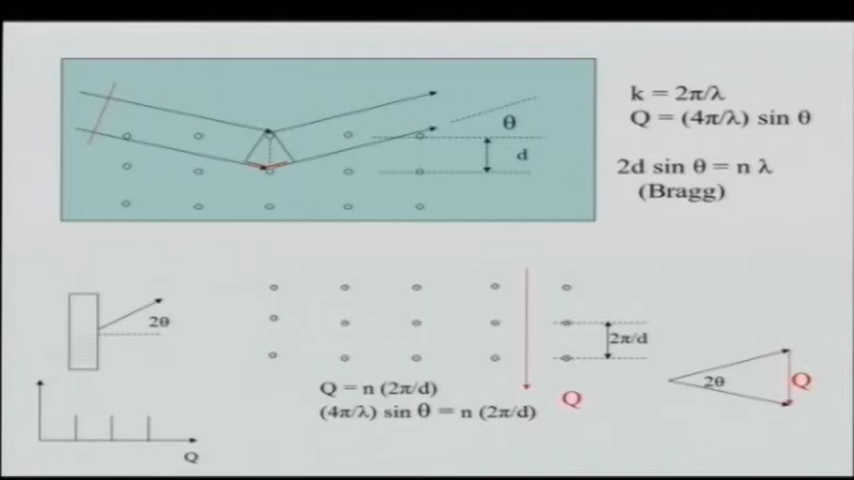 k = 2π/λ
Q = (4π/λ) sin θ
θ
d
2d sin θ = n λ
(Bragg)
2θ
2π/d
2θ
Q
Q = n (2π/d)
(4π/λ) sin θ = n (2π/d)
Q
Q